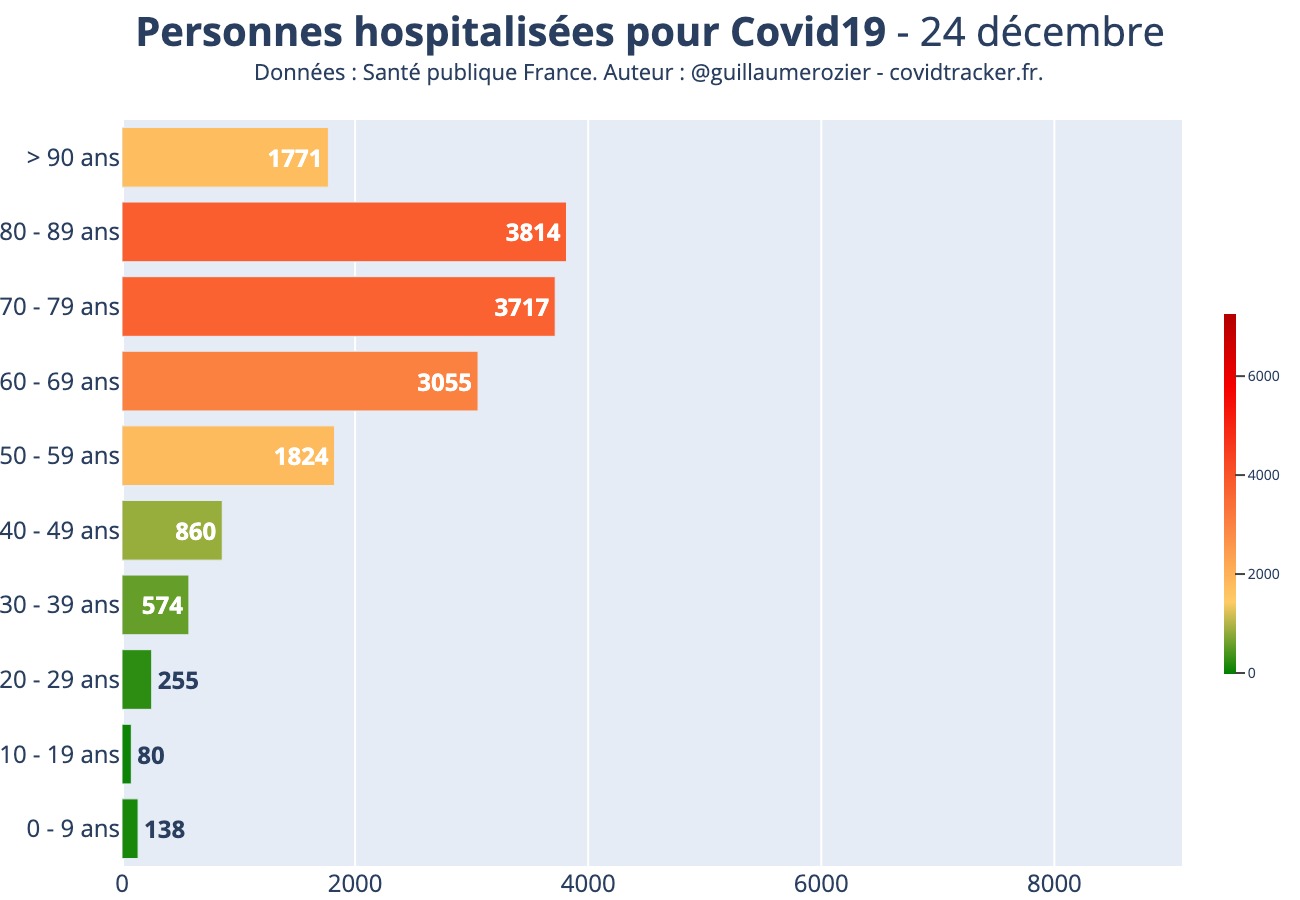 Personnes hospitalisées pour Covid19 - 24 décembre
Données : Santé publique France. Auteur : @guillaumerozier - covidtracker.fr.
> 90 ans 1771
80 - 89 ans 3814
70 - 79 ans 3717
60 - 69 ans 3055
50 - 59 ans 1824
40 - 49 ans 860
30 - 39 ans 574
20 - 29 ans 255
10 - 19 ans 80
0 - 9 ans 138
0 2000 4000 6000 8000
6000
4000
2000
0